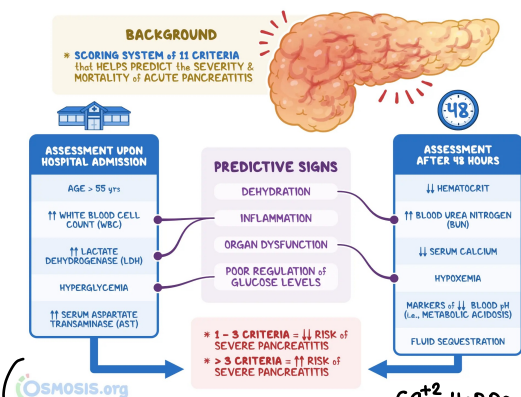 BACKGROUND
* SCORING SYSTEM of 11 CRITERIA
that HELPS PREDICT the SEVERITY &
MORTALITY of ACUTE PANCREATITIS
48
ASSESSMENT UPON
HOSPITAL ADMISSION
AGE > 55 yrs
↑↑ WHITE BLOOD CELL
COUNT (WBC)
↑↑ LACTATE
DEHYDROGENASE (LDH)
HYPERGLYCEMIA
↑↑ SERUM ASPARTATE
TRANSAMINASE (AST)
PREDICTIVE SIGNS
DEHYDRATION
INFLAMMATION
ORGAN DYSFUNCTION
POOR REGULATION of
GLUCOSE LEVELS
ASSESSMENT
AFTER 48 HOURS
↓↓ HEMATOCRIT
↑↑ BLOOD UREA NITROGEN
(BUN)
↓↓ SERUM CALCIUM
HYPOXEMIA
MARKERS of ↓↓ BLOOD pH
(i.e., METABOLIC ACIDOSIS)
FLUID SEQUESTRATION
* 1 - 3 CRITERIA = ↓↓ RISK of
SEVERE PANCREATITIS
* > 3 CRITERIA = ↑↑ RISK of
SEVERE PANCREATITIS
OSMOSIS.org